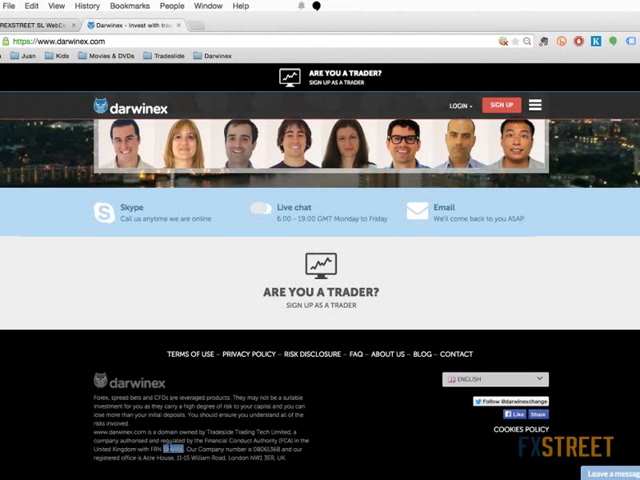 File Edit View History Bookmarks People Window Help
Darwinex - Invest with
https://www.darwinex.com
Juan Kids Movies & DVDs Tradeslide Darwinex
ARE YOU A TRADER?
SIGN UP AS A TRADER
darwinex LOGIN SIGN UP
Skype Live chat Email
Call us anytime we are online 6.00 - 19.00 GMT Monday to Friday We'll come back to you ASAP
ARE YOU A TRADER?
SIGN UP AS A TRADER
TERMS OF USE - PRIVACY POLICY - RISK DISCLOSURE - FAQ - ABOUT US - BLOG - CONTACT
darwinex
ENGLISH
Forex, spread bets and CFDs are leveraged products. They may not be a suitable
investment for you as they carry a high degree of risk to your capital and you can
lose more than your initial deposits. You should ensure you understand all of the
risks involved.
www.darwinex.com is a domain owned by Tradeslide Trading Tech Limited, a
company authorised and regulated by the Financial Conduct Authority (FCA) in the
United Kingdom with FRN Our Company number is 08061368 and our
registered office is Acre House, 11-15 William Road, London NW1 3ER, UK.
Follow @darwinexchange
Like Share
COOKIES POLICY
FXSTREET
Leave a messag